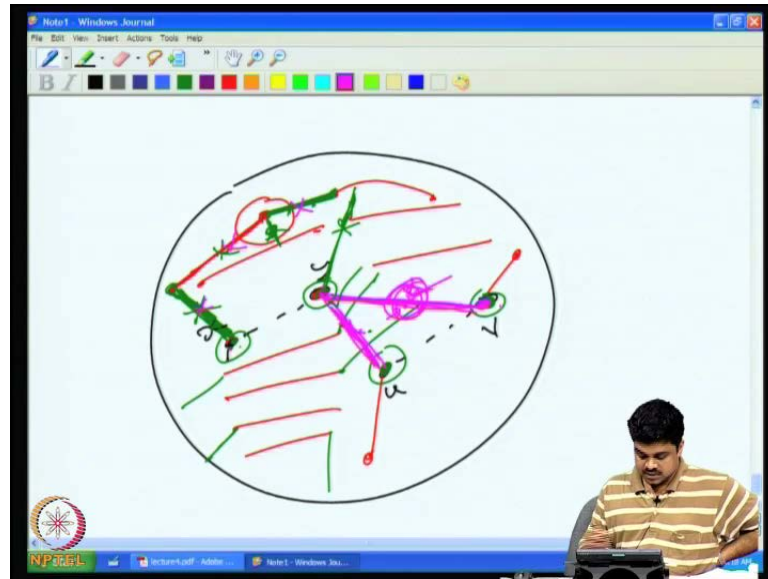 Note1 - Windows Journal
File Edit View Insert Actions Tools Help
B I
u
NPTEL
lecture4.pdf - Adobe ...
Note1 - Windows Jou...